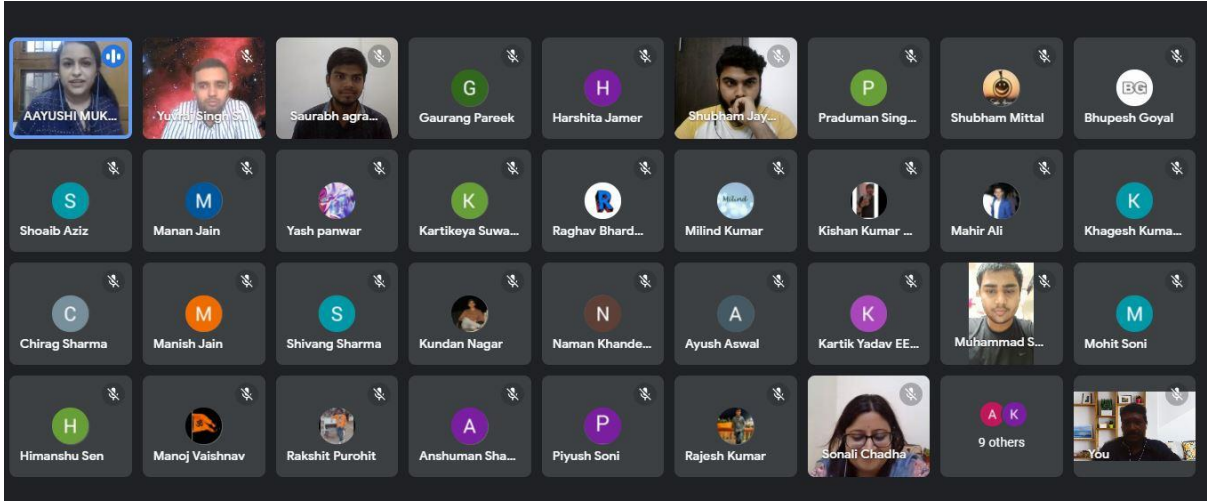 AAYUSHI MUK...
Yuvraj Singh S...
Saurabh agra...
G
Gaurang Pareek
H
Harshita Jamer
Shubham Jay...
P
Praduman Sing...
Shubham Mittal
BG
Bhupesh Goyal
S
Shoaib Aziz
M
Manan Jain
Yash panwar
K
Kartikeya Suwa...
R
Raghav Bhard...
Milind
Milind Kumar
Kishan Kumar ...
Mahir Ali
K
Khagesh Kuma...
C
Chirag Sharma
M
Manish Jain
S
Shivang Sharma
Kundan Nagar
N
Naman Khande...
A
Ayush Aswal
K
Kartik Yadav EE...
Muhammad S...
M
Mohit Soni
H
Himanshu Sen
Manoj Vaishnav
Rakshit Purohit
A
Anshuman Sha...
P
Piyush Soni
Rajesh Kumar
Sonali Chadha
A K
9 others
You